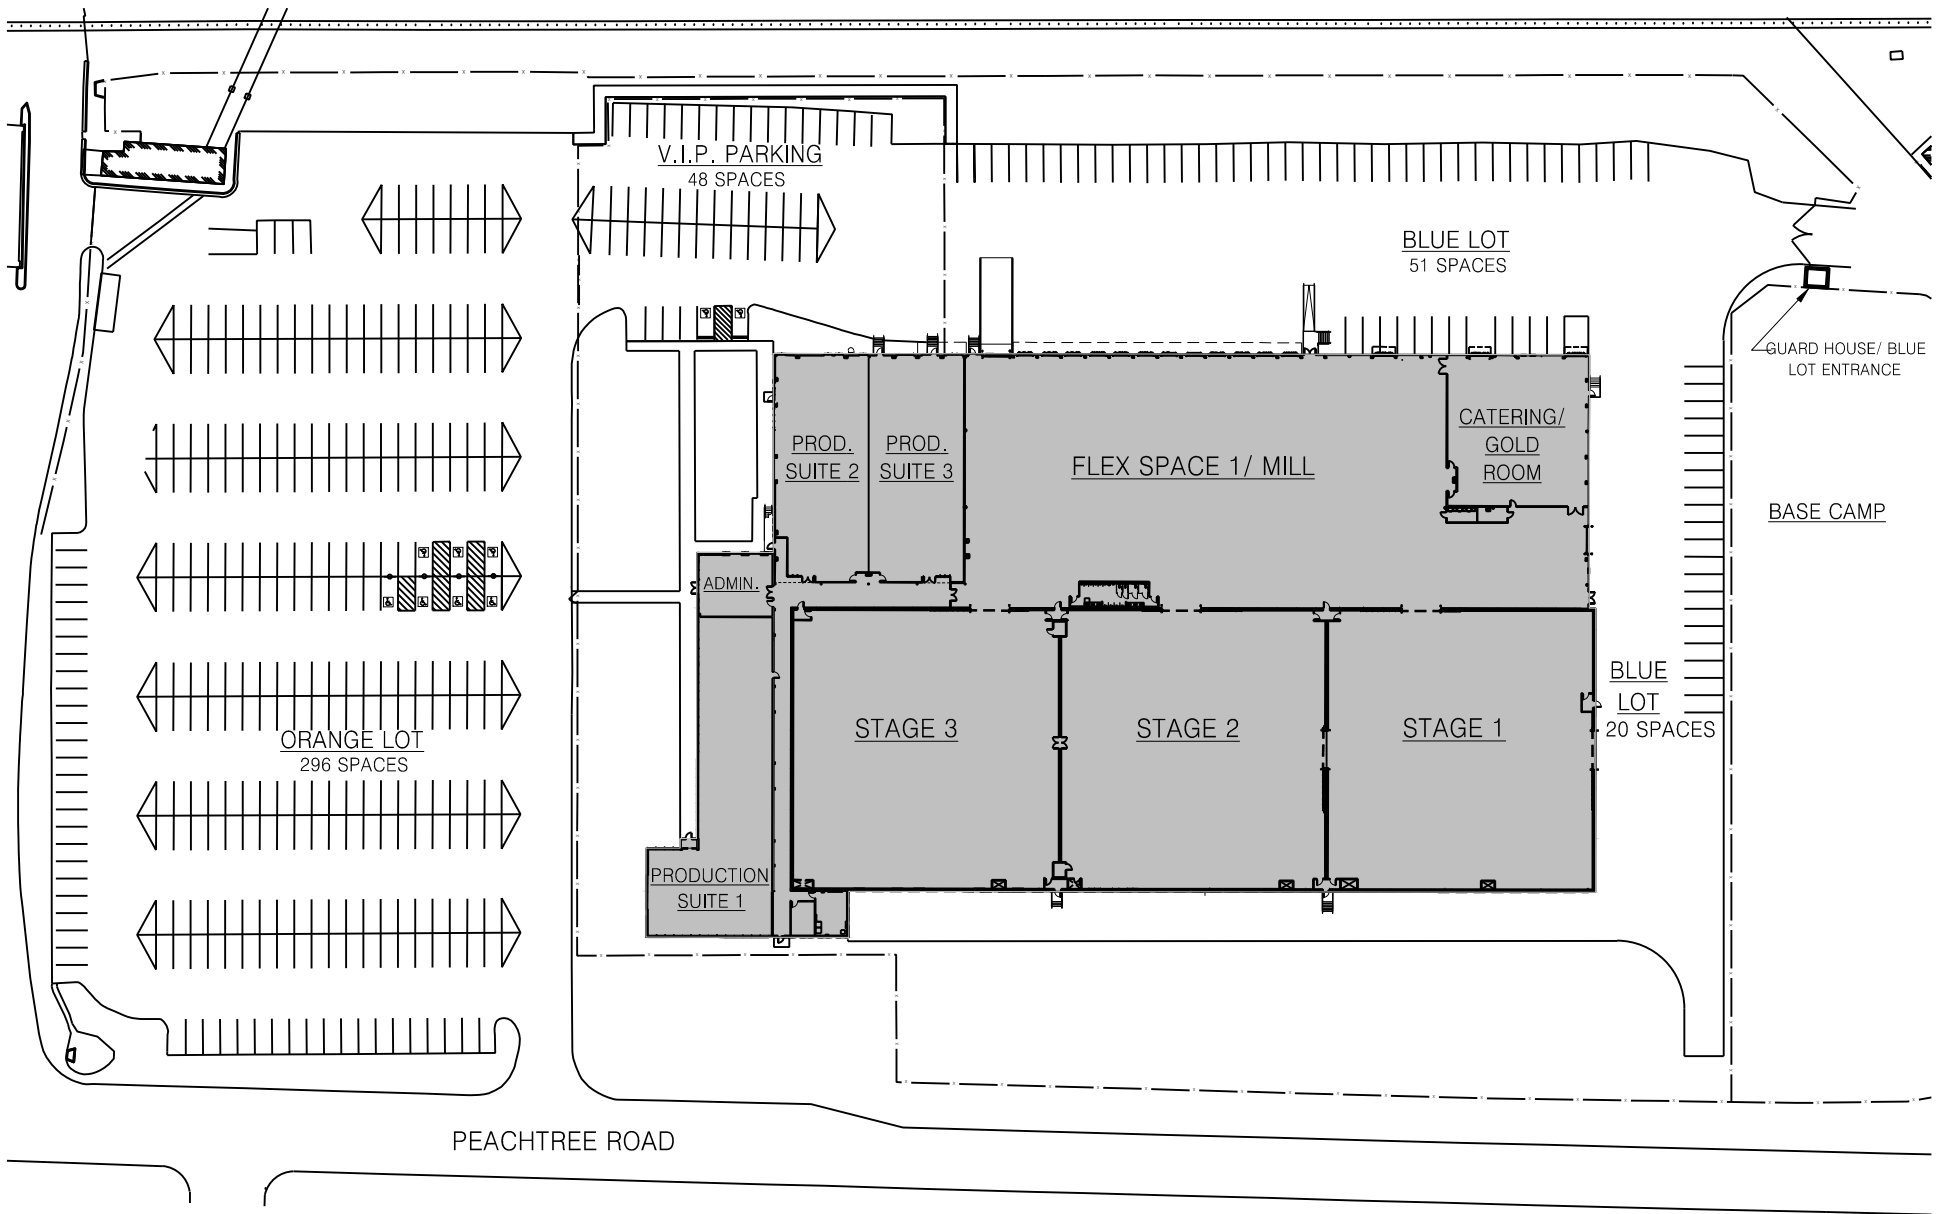 V.I.P. PARKING
48 SPACES
BLUE LOT
51 SPACES
GUARD HOUSE/ BLUE
LOT ENTRANCE
PROD.
SUITE 2
PROD.
SUITE 3
FLEX SPACE 1/ MILL
CATERING/
GOLD
ROOM
BASE CAMP
ADMIN.
STAGE 3
STAGE 2
STAGE 1
BLUE
LOT
20 SPACES
ORANGE LOT
296 SPACES
PRODUCTION
SUITE 1
PEACHTREE ROAD